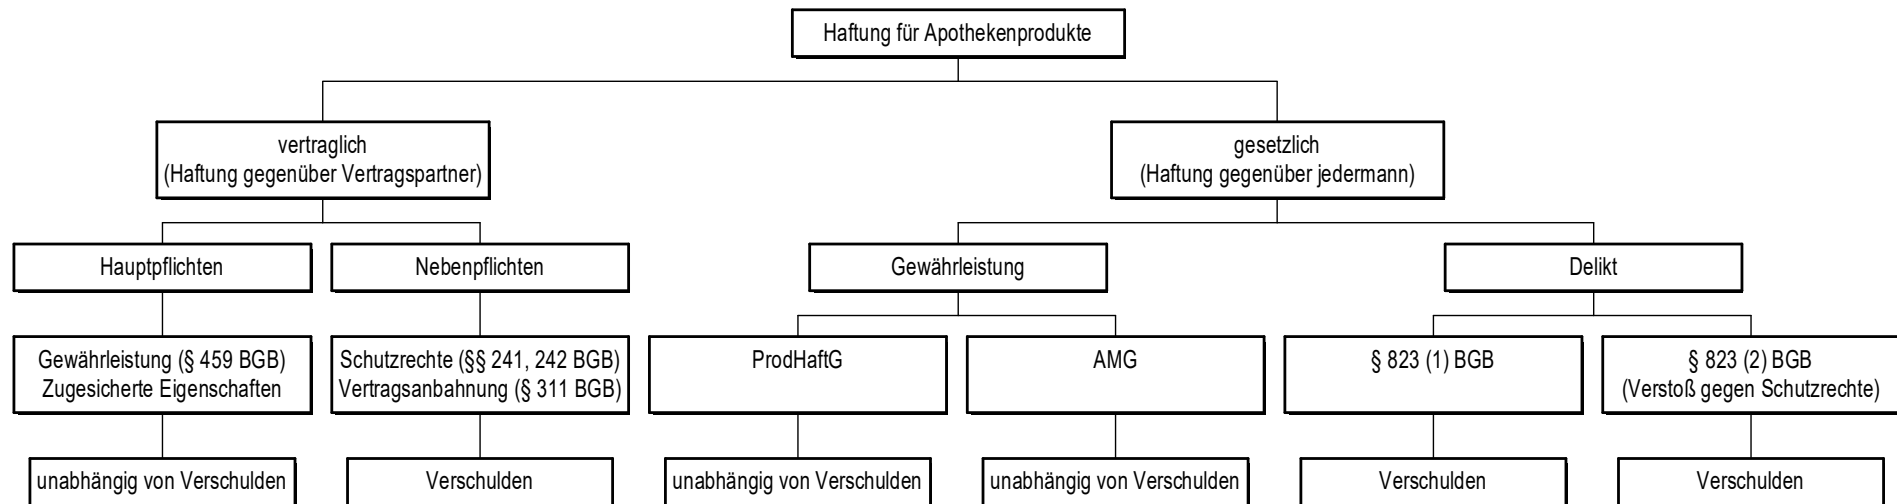 Haftung für Apothekenprodukte
vertraglich
(Haftung gegenüber Vertragspartner)
gesetzlich
(Haftung gegenüber jedermann)
Hauptpflichten
Nebenpflichten
Gewährleistung
Delikt
Gewährleistung (§ 459 BGB)
Zugesicherte Eigenschaften
Schutzrechte (§§ 241, 242 BGB)
Vertragsanbahnung (§ 311 BGB)
ProdHaftG
AMG
§ 823 (1) BGB
§ 823 (2) BGB
(Verstoß gegen Schutzrechte)
unabhängig von Verschulden
Verschulden
unabhängig von Verschulden
unabhängig von Verschulden
Verschulden
Verschulden